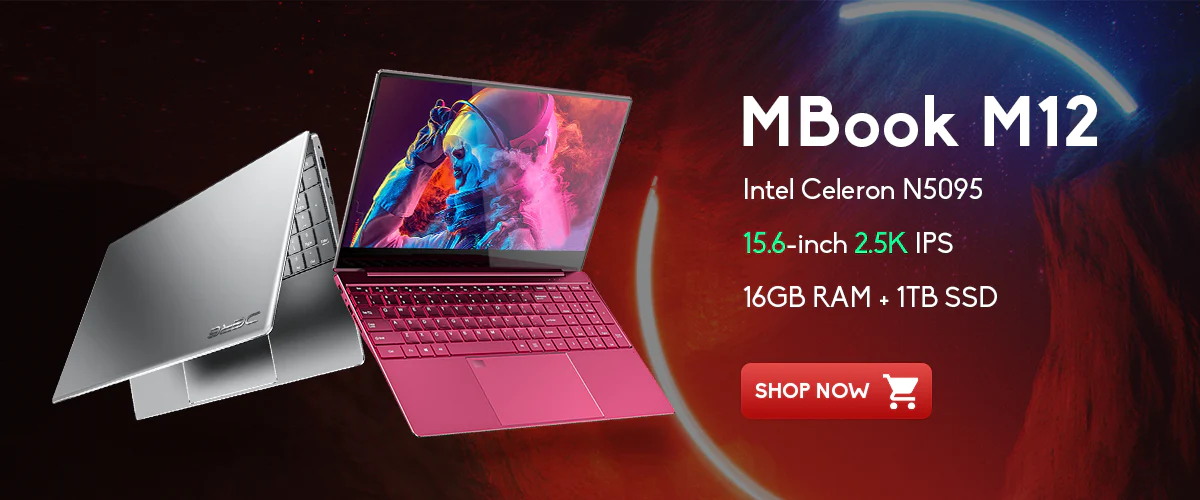 MBook M12
Intel Celeron N5095
15.6-inch 2.5K IPS
16GB RAM + 1TB SSD
SHOP NOW